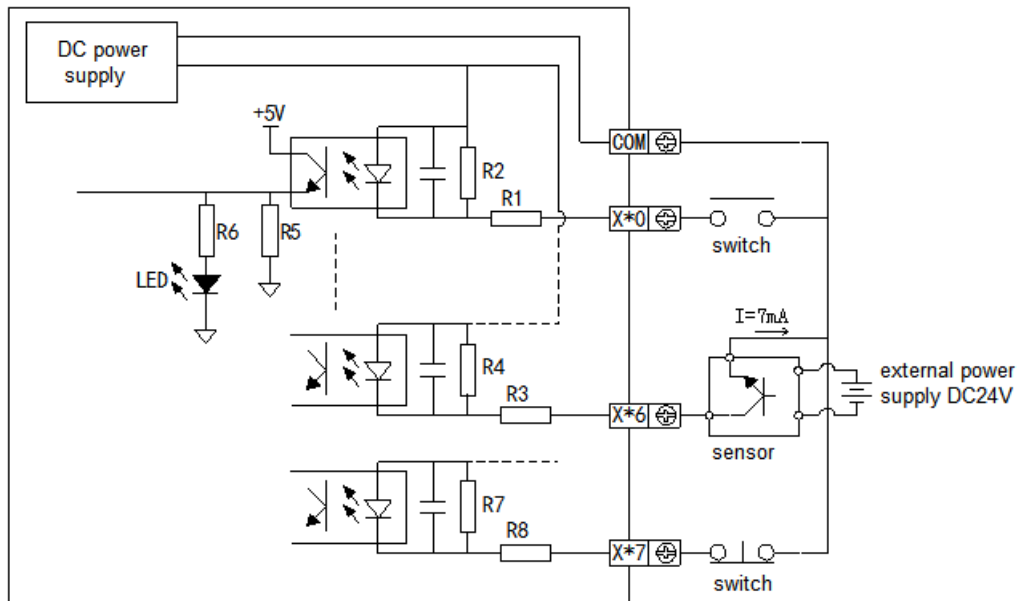 DC power
supply
+5V
COM
R2
R1
X*0
switch
R6
R5
LED
I=7mA
R4
R3
X*6
sensor
external power
supply DC24V
R7
R8
X*7
switch